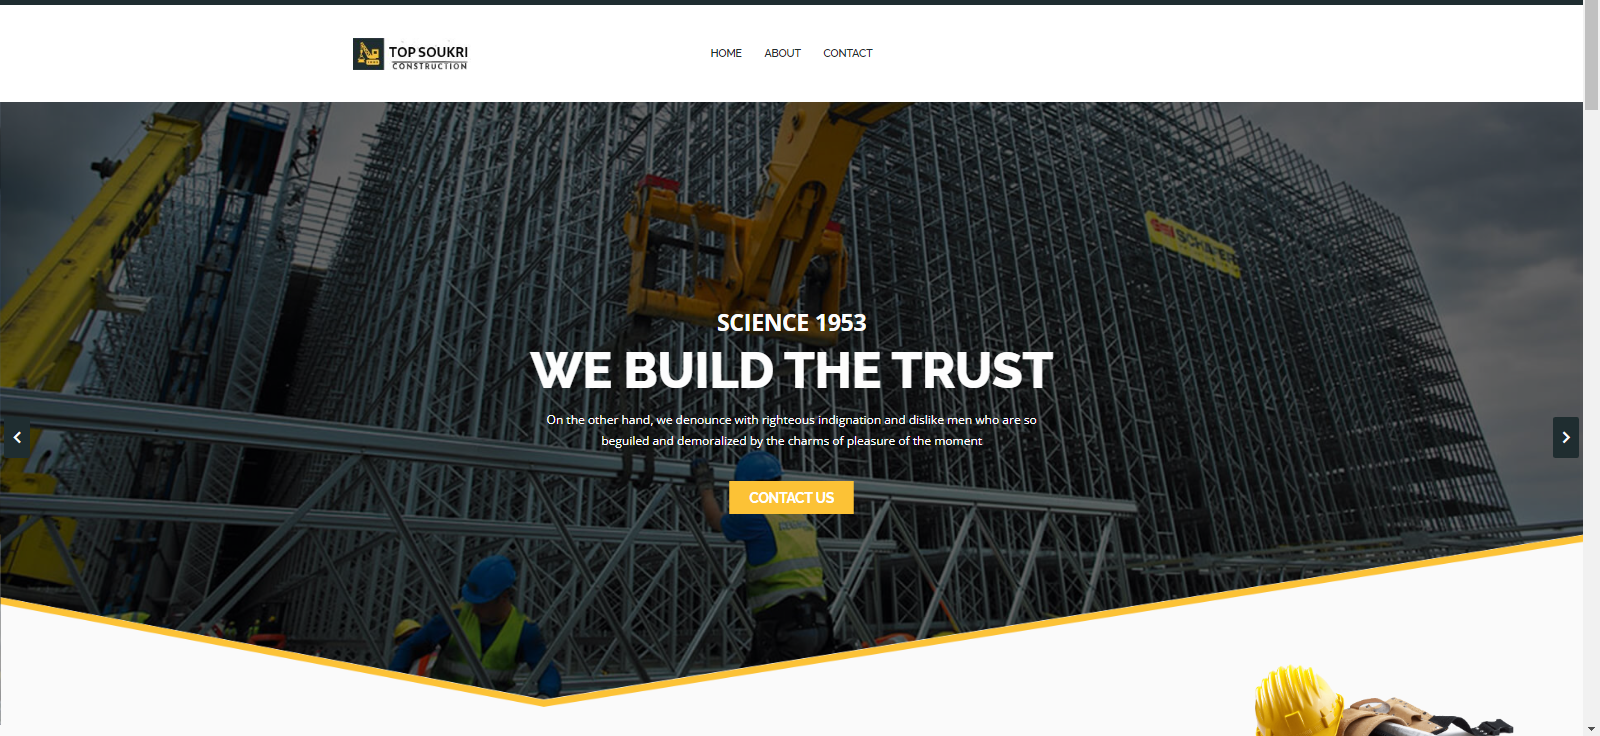 TOP SOUKRI
CONSTRUCTION
HOME ABOUT CONTACT
SCIENCE 1953
WE BUILD THE TRUST
On the other hand, we denounce with righteous indignation and dislike men who are so
beguiled and demoralized by the charms of pleasure of the moment
CONTACT US